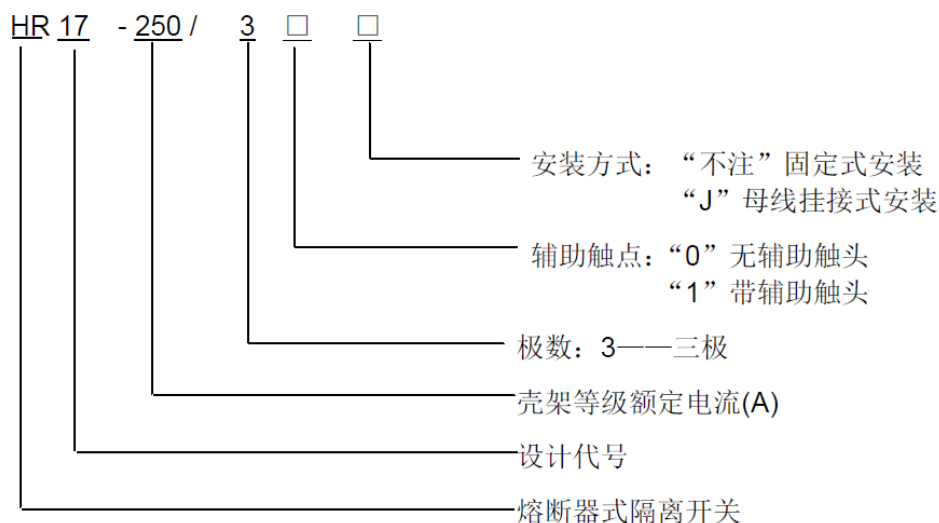 HR 17 - 250 / 3 □ □
安装方式：“不注”固定式安装
“J”母线挂接式安装
辅助触点：“0”无辅助触头
“1”带辅助触头
极数：3——三极
壳架等级额定电流(A)
设计代号
熔断器式隔离开关